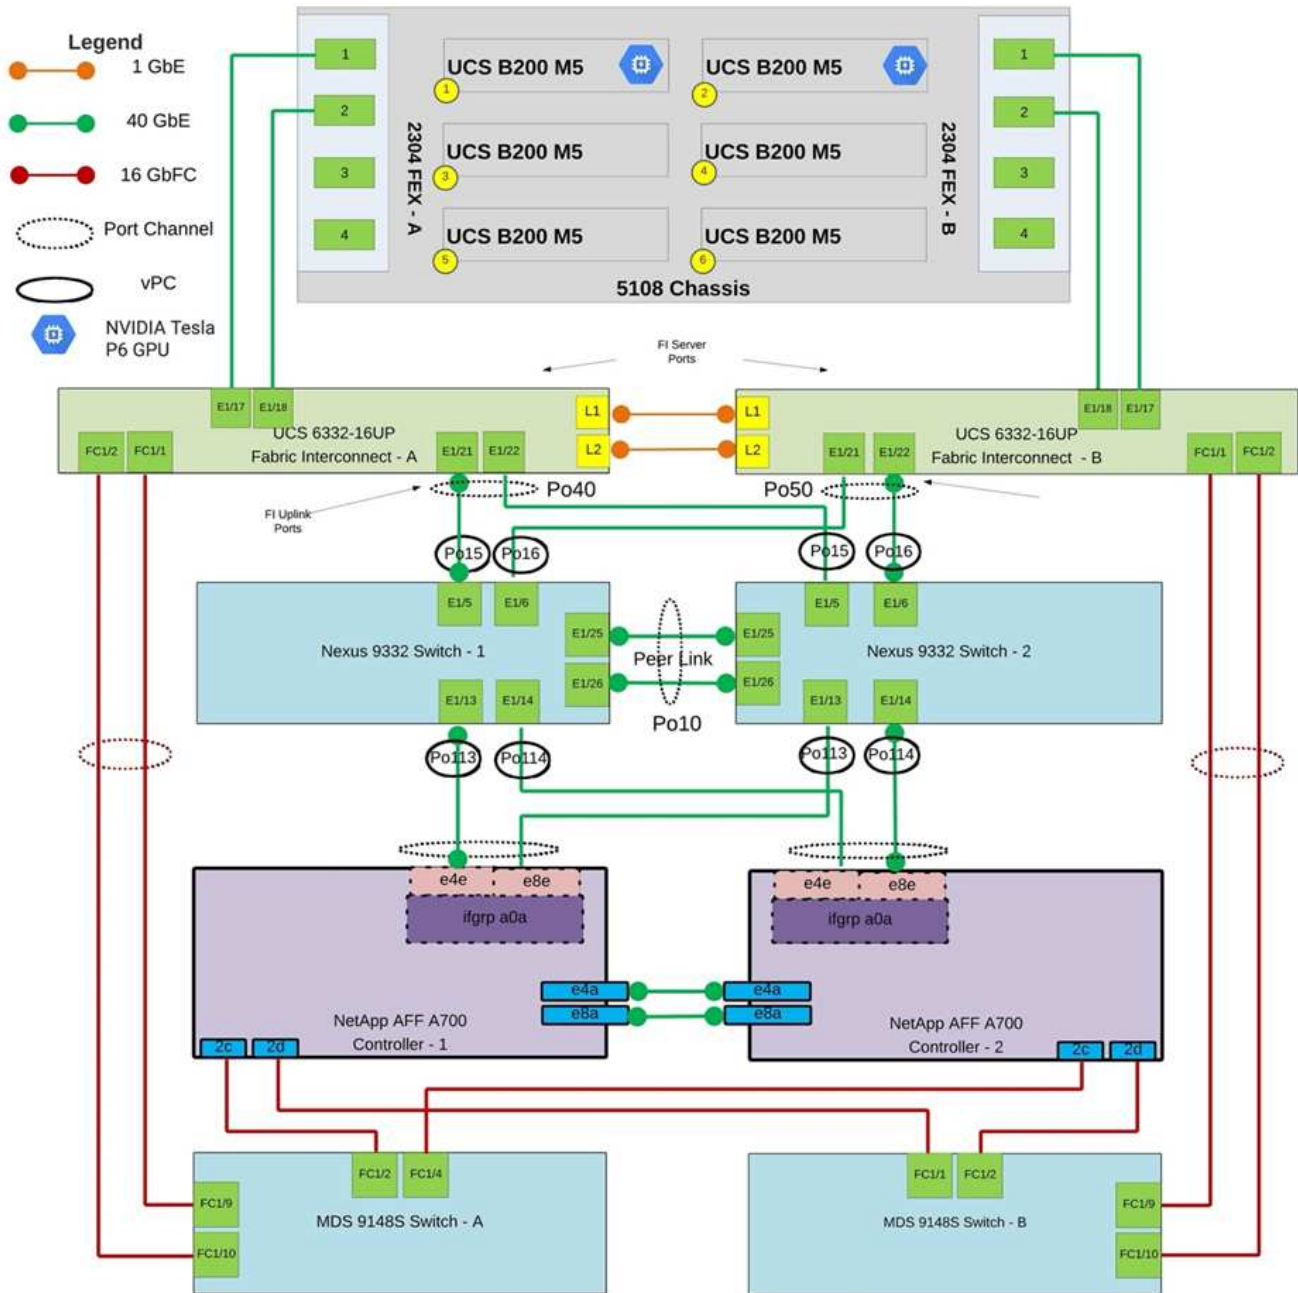 Legend
1 GbE
40 GbE
16 GbFC
Port Channel
vPC
NVIDIA Tesla
P6 GPU
1
2
3
4
2304 FEX - A
UCS B200 M5
1
UCS B200 M5
2
UCS B200 M5
3
UCS B200 M5
4
UCS B200 M5
5
UCS B200 M5
6
5108 Chassis
2304 FEX - B
1
2
3
4
FI Server
Ports
E1/17
E1/18
L1
L2
UCS 6332-16UP
Fabric Interconnect - A
FC1/2
FC1/1
E1/21
E1/22
L1
L2
E1/18
E1/17
UCS 6332-16UP
Fabric Interconnect - B
E1/21
E1/22
FC1/1
FC1/2
Po40
Po50
FI Uplink
Ports
Po15
Po16
Po15
Po16
E1/5
E1/6
E1/25
E1/26
Nexus 9332 Switch - 1
E1/13
E1/14
Peer Link
Po10
E1/5
E1/6
E1/25
E1/26
Nexus 9332 Switch - 2
E1/13
E1/14
Po113
Po114
Po113
Po114
e4e
e8e
ifgrp a0a
e4a
e8a
NetApp AFF A700
Controller - 1
2c
2d
e4e
e8e
ifgrp a0a
e4a
e8a
NetApp AFF A700
Controller - 2
2c
2d
FC1/2
FC1/4
FC1/9
FC1/10
MDS 9148S Switch - A
FC1/1
FC1/2
FC1/9
FC1/10
MDS 9148S Switch - B